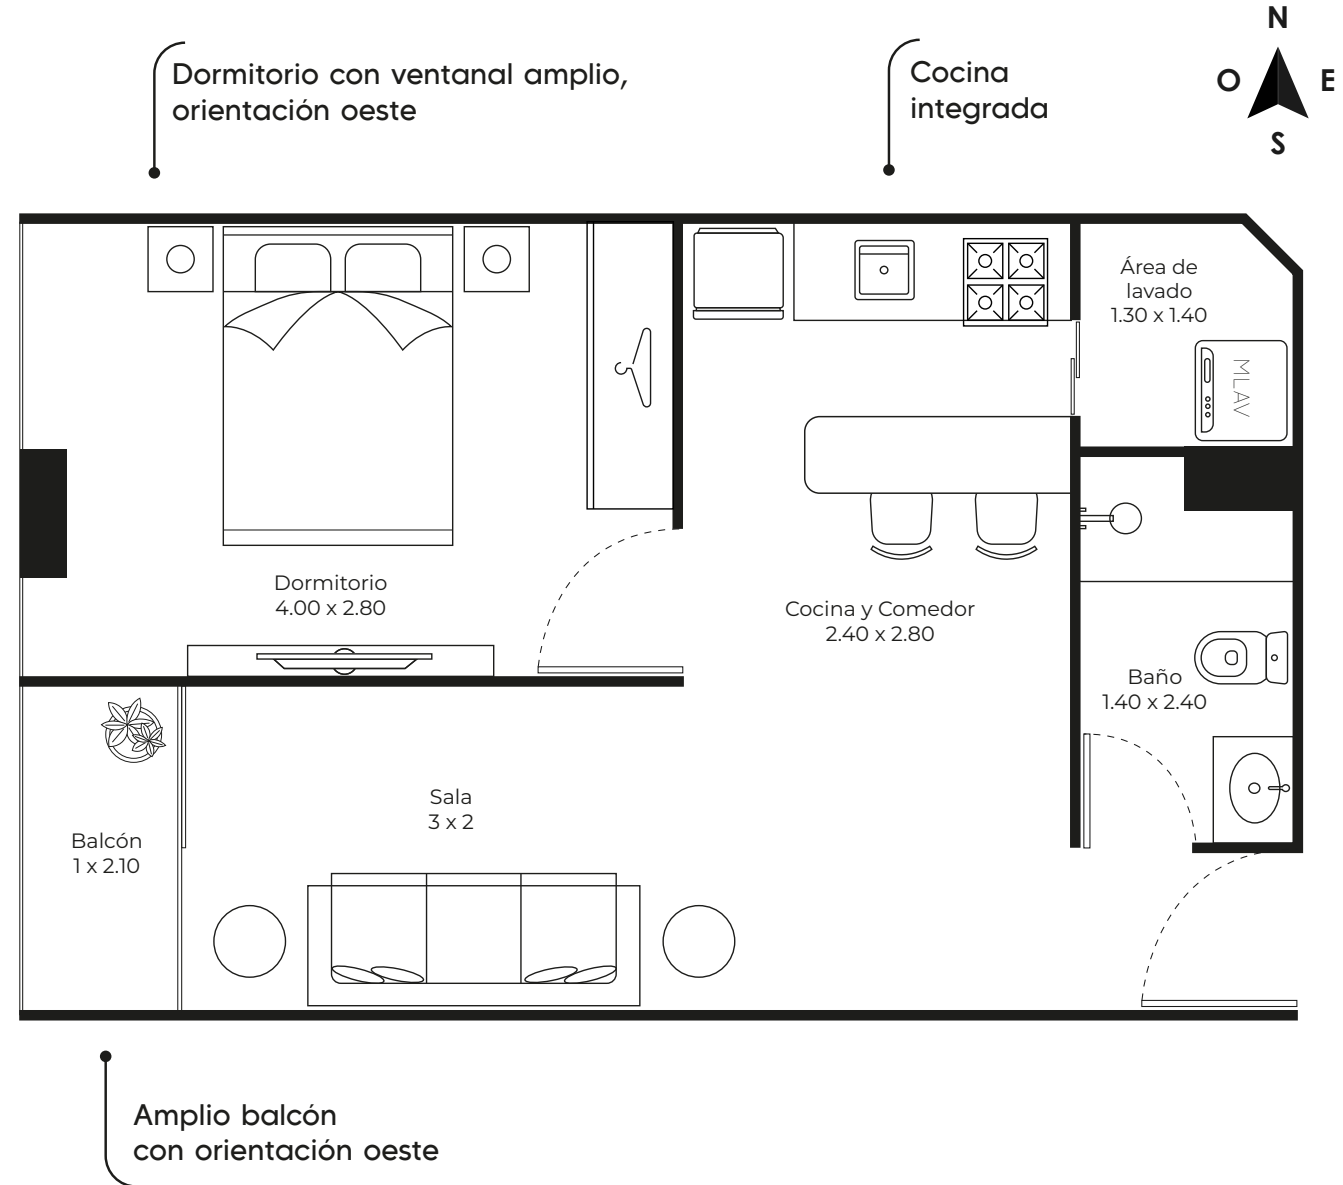 N
O
E
S
Dormitorio con ventanal amplio,
orientación oeste
Cocina
integrada
Área de
lavado
1.30 x 1.40
MLAV
Dormitorio
4.00 x 2.80
Cocina y Comedor
2.40 x 2.80
Baño
1.40 x 2.40
Sala
3 x 2
Balcón
1 x 2.10
Amplio balcón
con orientación oeste